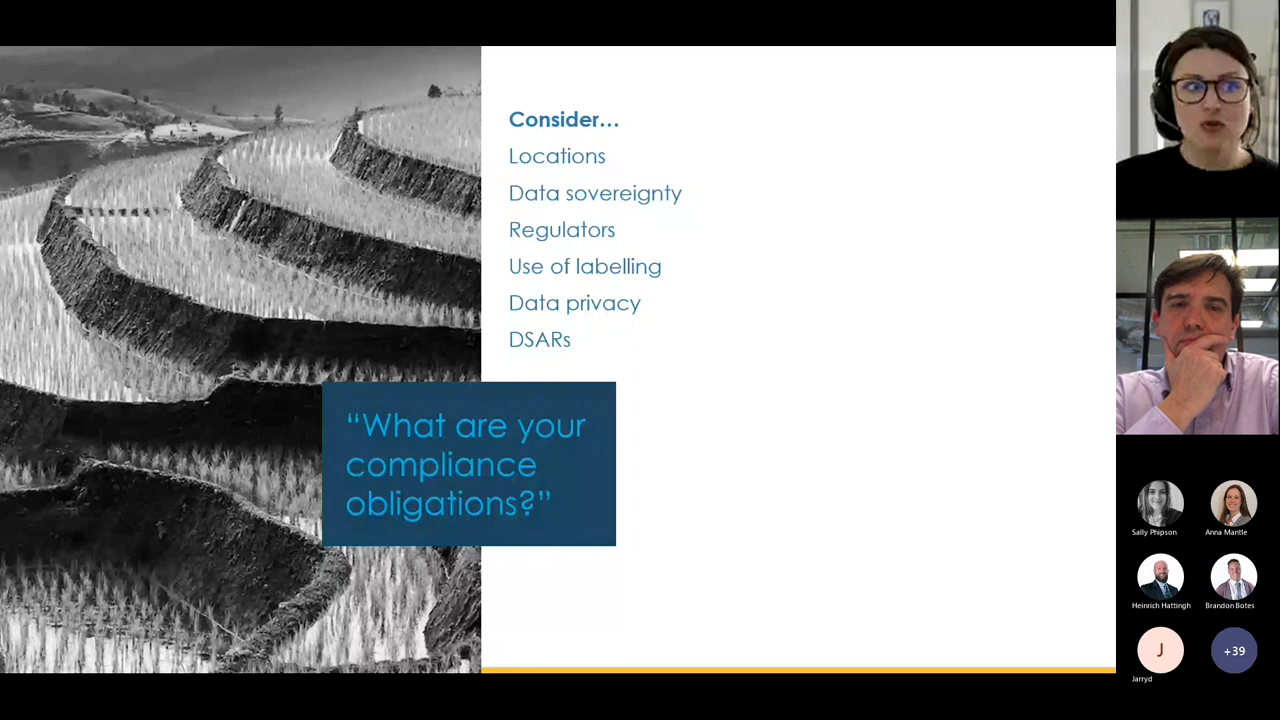 Consider…
Locations
Data sovereignty
Regulators
Use of labelling
Data privacy
DSARs
“What are your
compliance
obligations?”
Sally Phipson
Anna Mantle
Heinrich Hattingh
Brandon Botes
J
+39
Jarryd